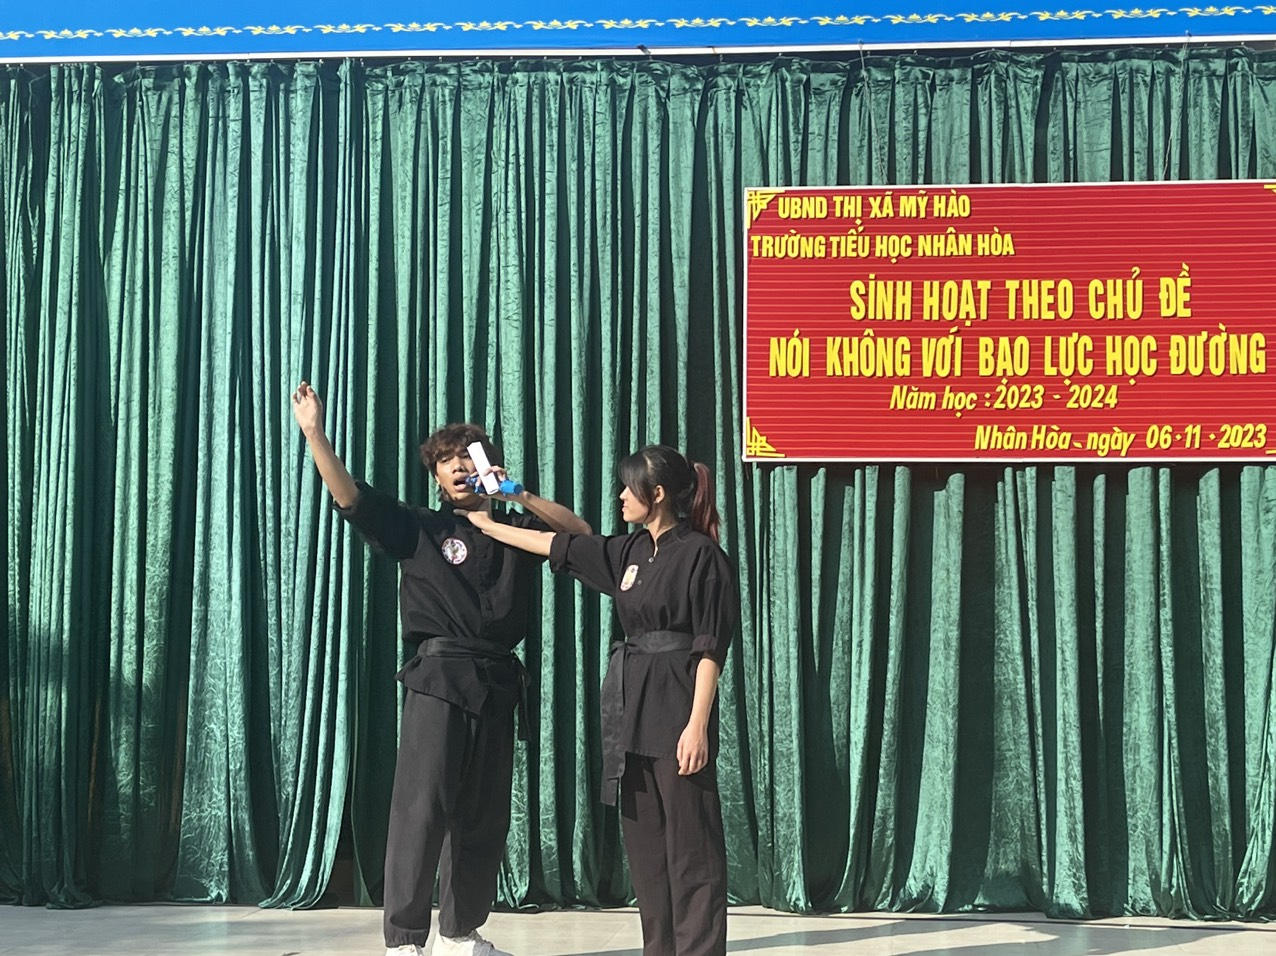 UBND THỊ XÃ MỸ HÀO
TRƯỜNG TIỂU HỌC NHÂN HÒA
SINH HOẠT THEO CHỦ ĐỀ
NÓI KHÔNG VỚI BẠO LỰC HỌC ĐƯỜNG
Năm học : 2023 - 2024
Nhân Hòa, ngày 06 - 11 - 2023